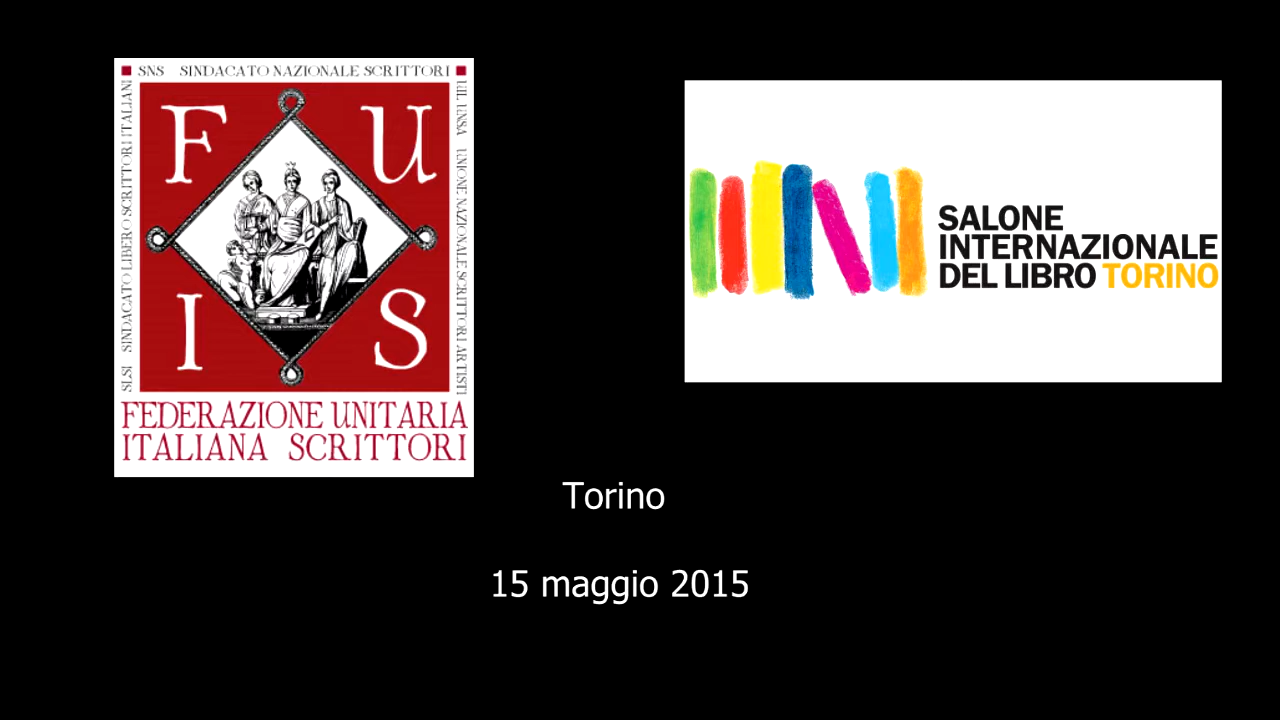 SNS SINDACATO NAZIONALE SCRITTORI
SLSI SINDACATO LIBERO SCRITTORI ITALIANI
F U
I S
UIL UNSA UNIONE NAZIONALE SCRITTORI ARTISTI
FEDERAZIONE UNITARIA
ITALIANA SCRITTORI
SALONE
INTERNAZIONALE
DEL LIBRO TORINO
Torino
15 maggio 2015